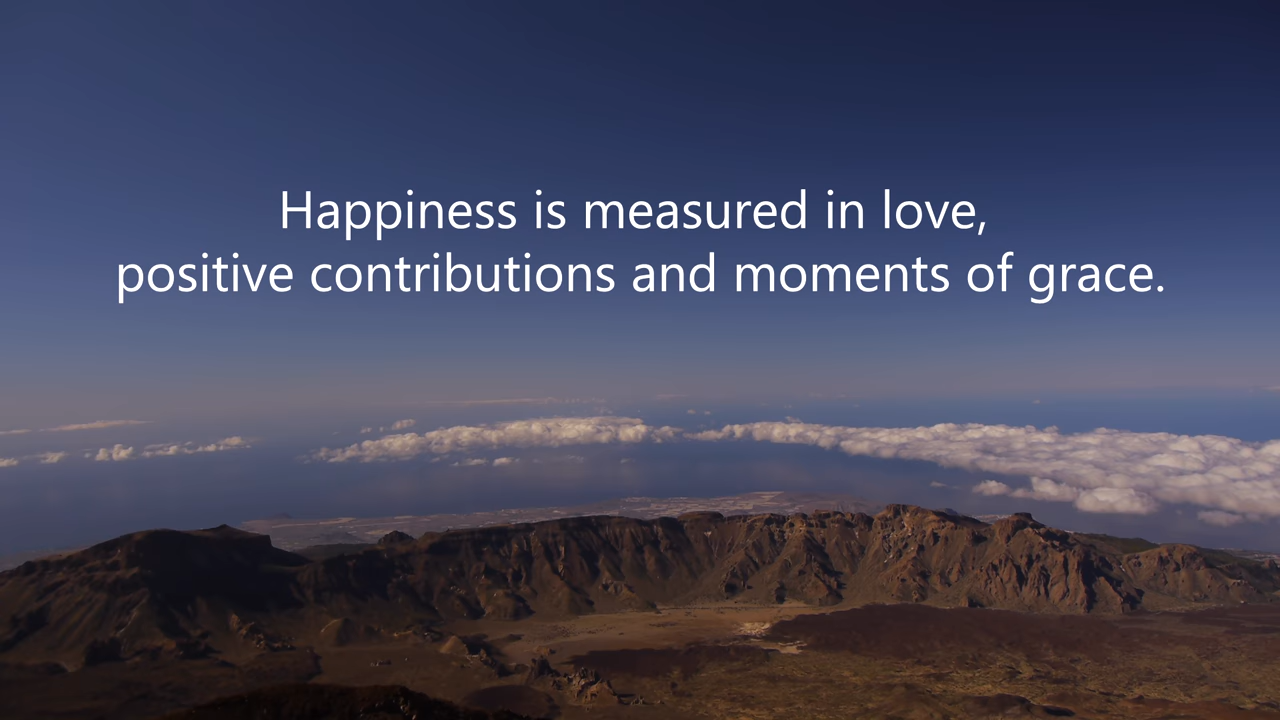 Happiness is measured in love,
positive contributions and moments of grace.